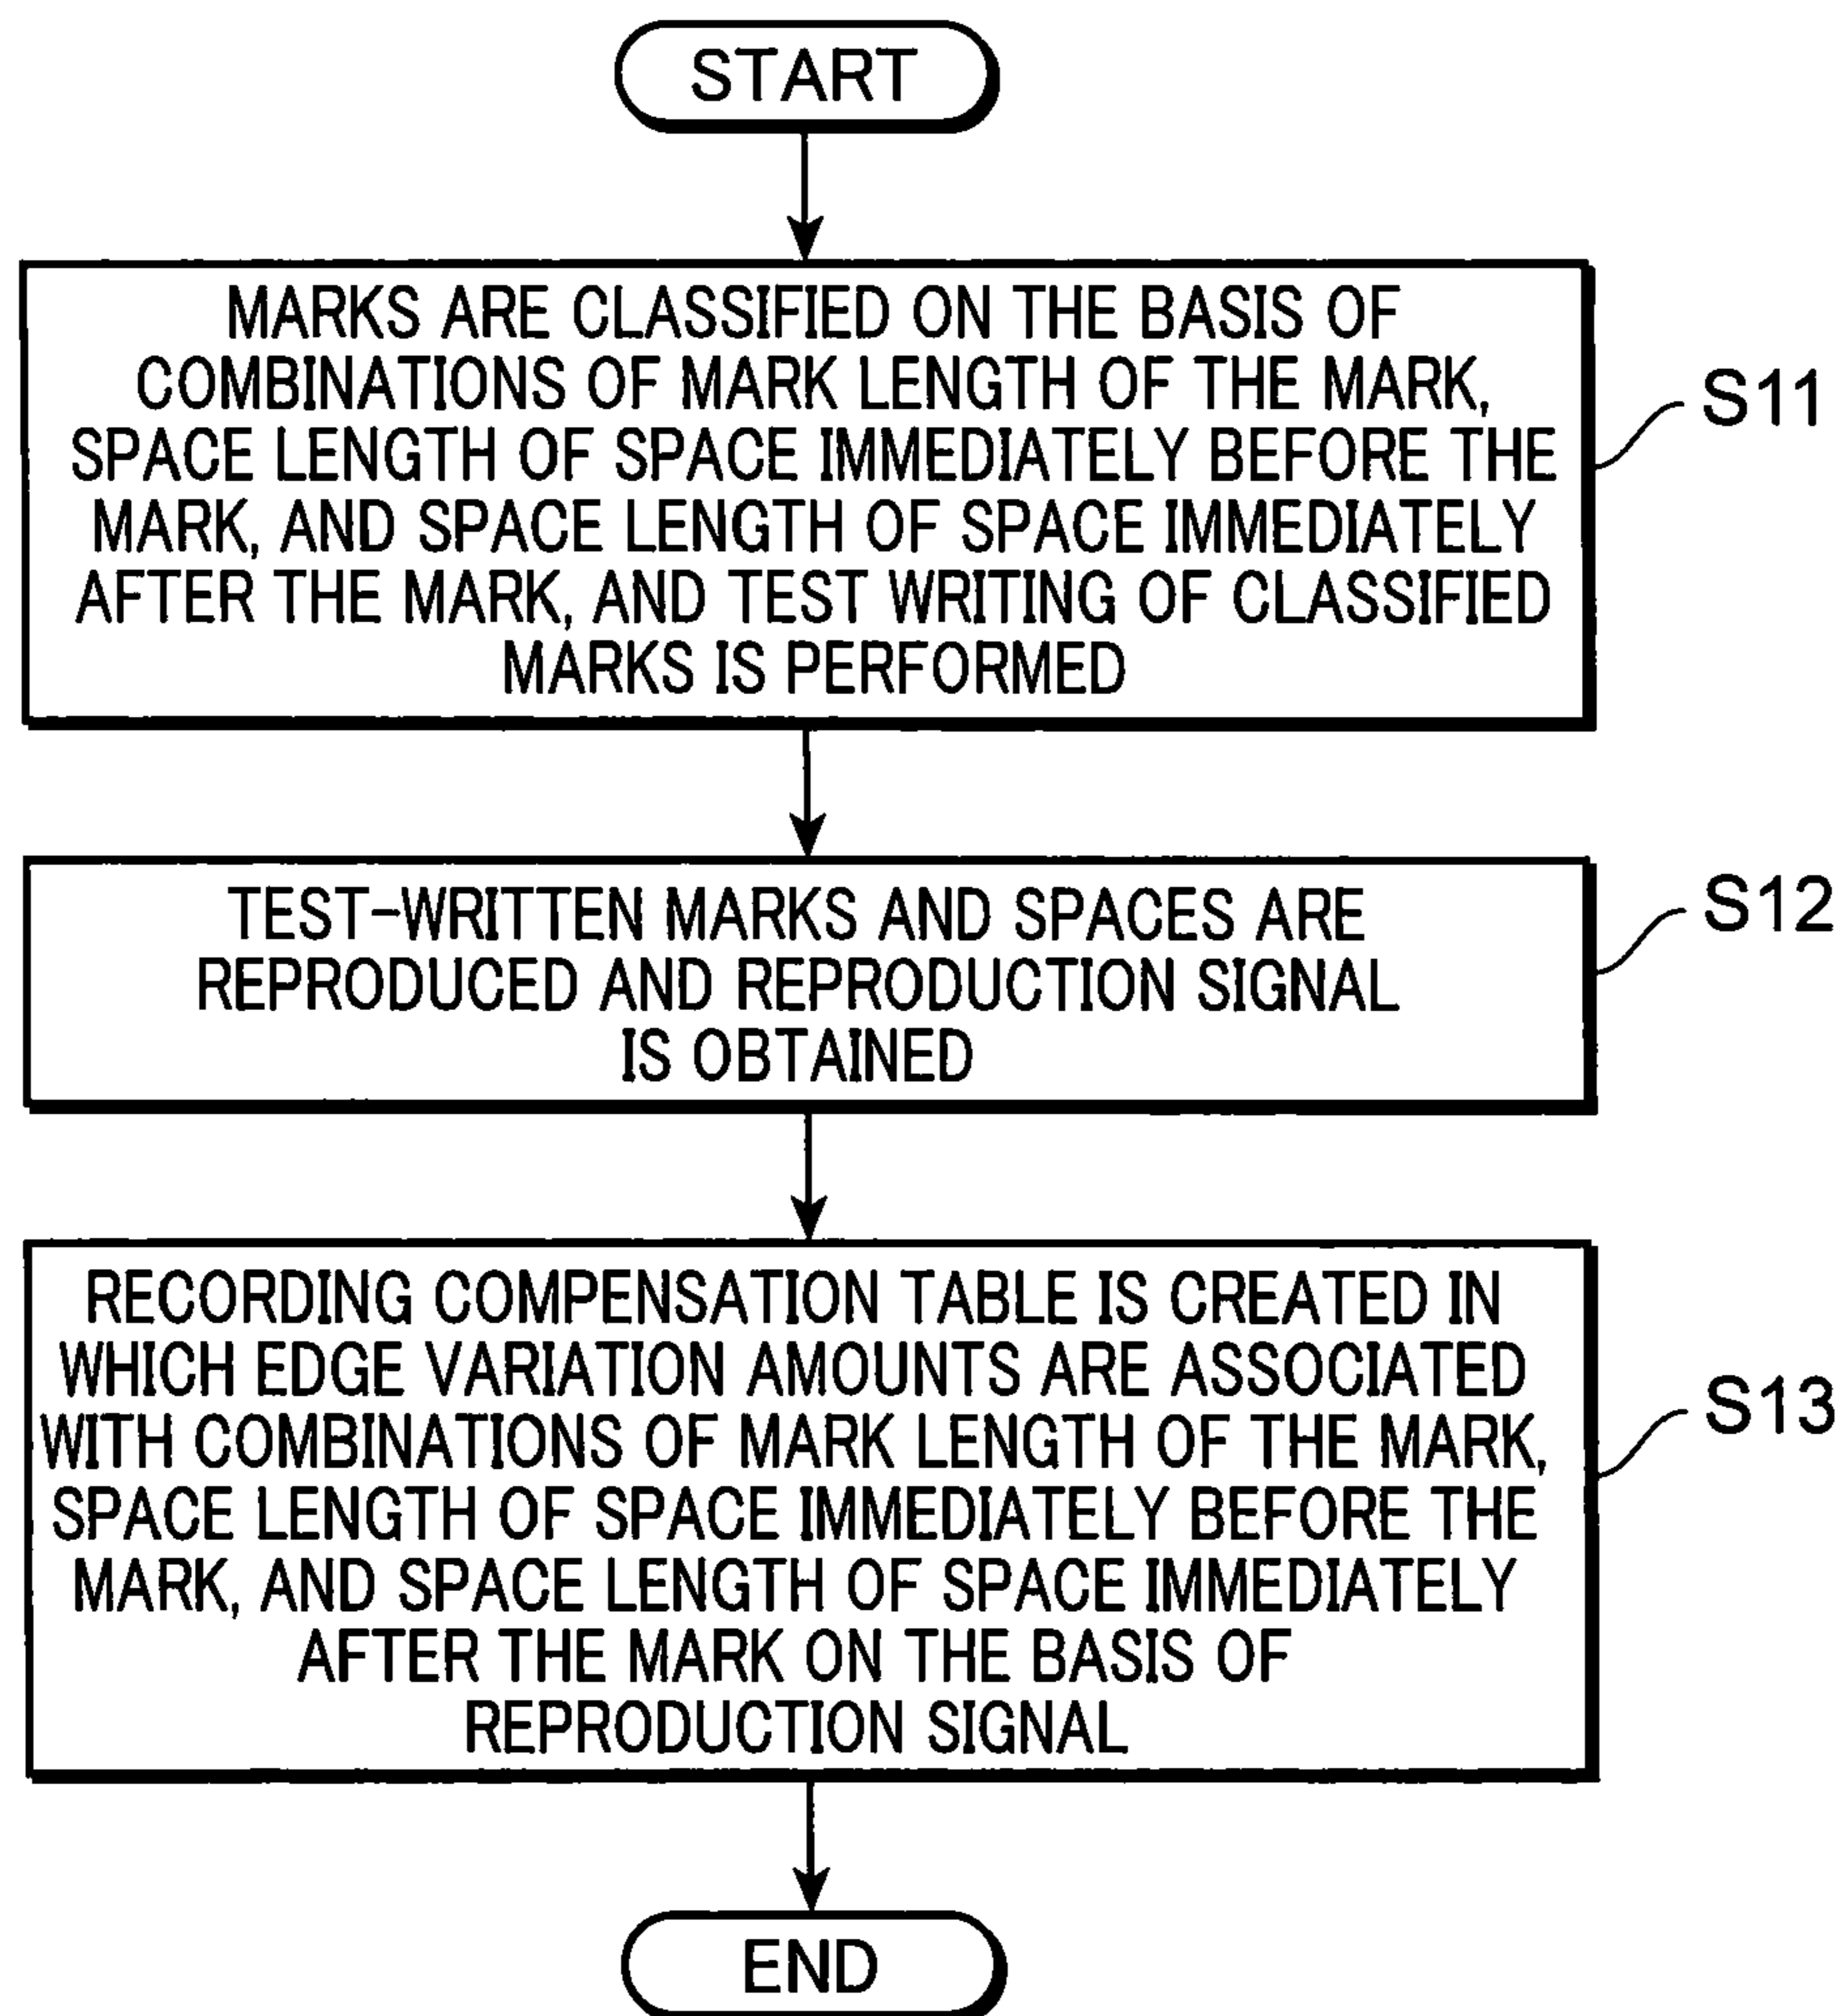 START
MARKS ARE CLASSIFIED ON THE BASIS OF
COMBINATIONS OF MARK LENGTH OF THE MARK,
SPACE LENGTH OF SPACE IMMEDIATELY BEFORE THE
MARK, AND SPACE LENGTH OF SPACE IMMEDIATELY
AFTER THE MARK, AND TEST WRITING OF CLASSIFIED
MARKS IS PERFORMED
S11
TEST-WRITTEN MARKS AND SPACES ARE
REPRODUCED AND REPRODUCTION SIGNAL
IS OBTAINED
S12
RECORDING COMPENSATION TABLE IS CREATED IN
WHICH EDGE VARIATION AMOUNTS ARE ASSOCIATED
WITH COMBINATIONS OF MARK LENGTH OF THE MARK,
SPACE LENGTH OF SPACE IMMEDIATELY BEFORE THE
MARK, AND SPACE LENGTH OF SPACE IMMEDIATELY
AFTER THE MARK ON THE BASIS OF
REPRODUCTION SIGNAL
S13
END